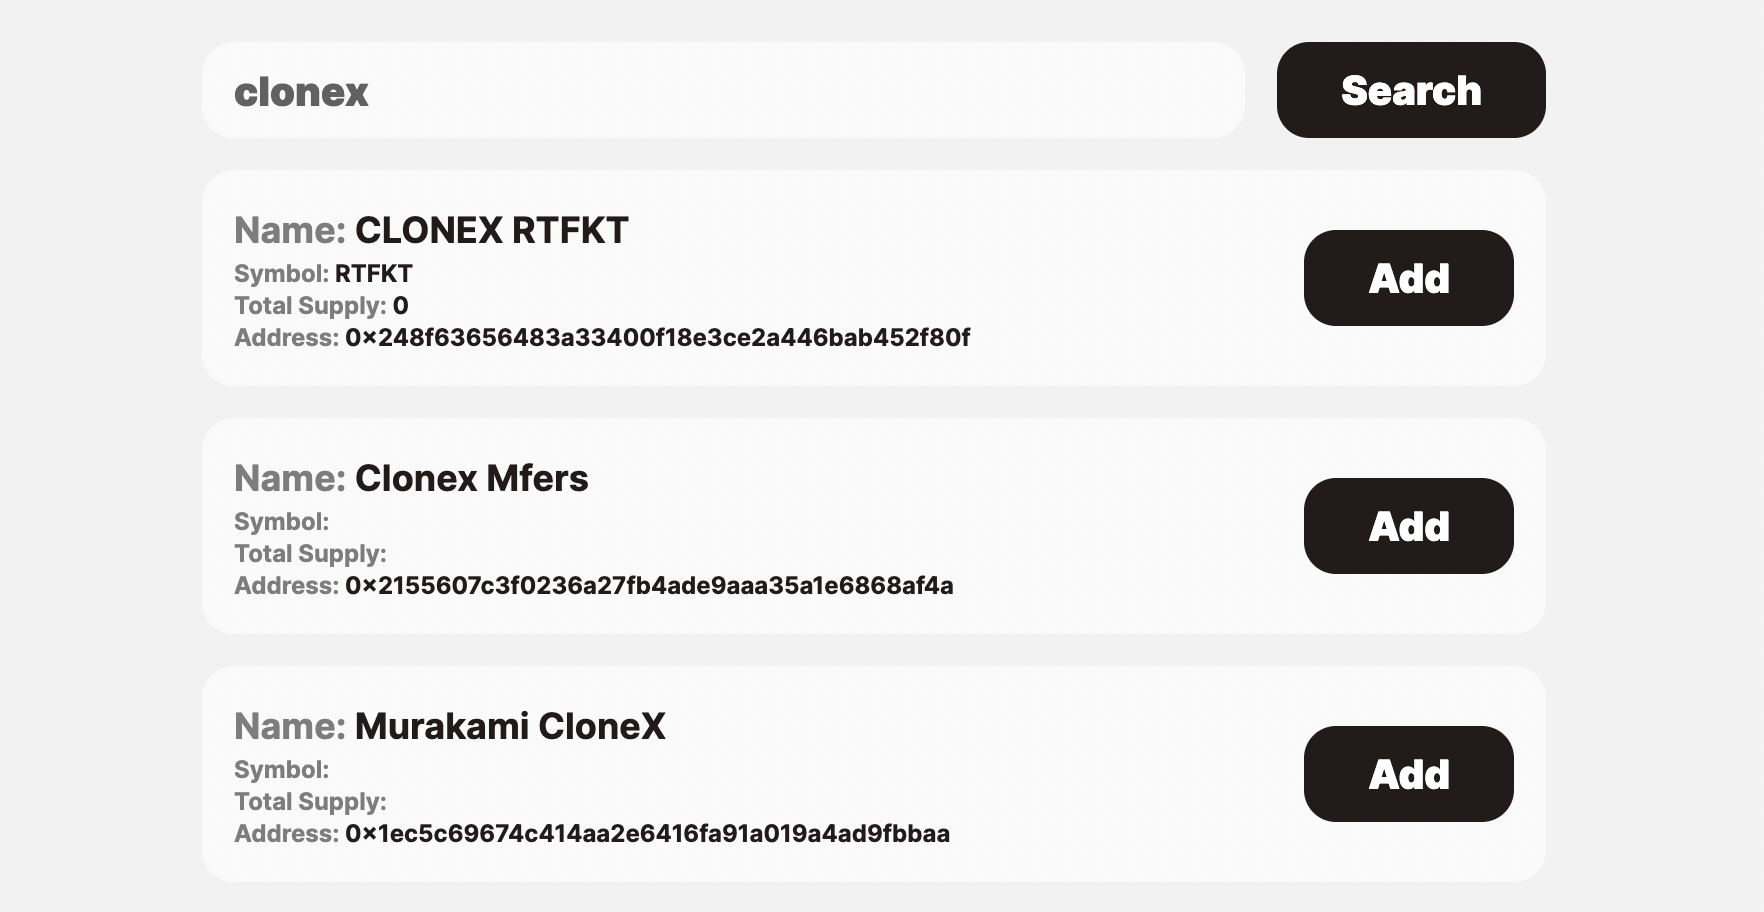 clonex
Search
Name: CLONEX RTFKT
Symbol: RTFKT
Total Supply: 0
Address: 0×248f63656483a33400f18e3ce2a446bab452f80f
Add
Name: Clonex Mfers
Symbol:
Total Supply:
Address: 0×2155607c3f0236a27fb4ade9aaa35a1e6868af4a
Add
Name: Murakami CloneX
Symbol:
Total Supply:
Address: 0×1ec5c69674c414aa2e6416fa91a019a4ad9fbbaa
Add